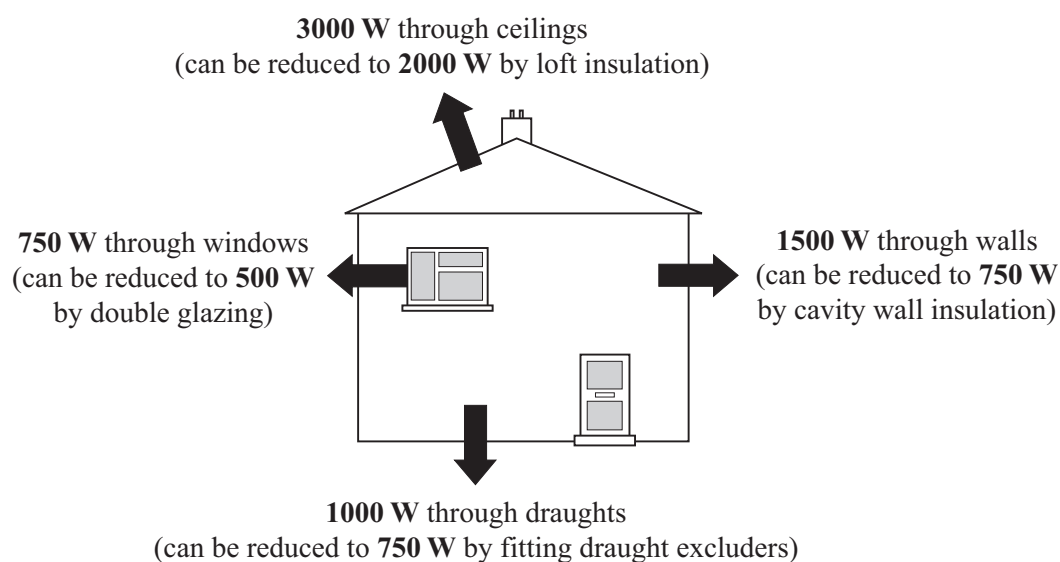 3000 W through ceilings
(can be reduced to 2000 W by loft insulation)
750 W through windows
(can be reduced to 500 W
by double glazing)
1500 W through walls
(can be reduced to 750 W
by cavity wall insulation)
1000 W through draughts
(can be reduced to 750 W by fitting draught excluders)